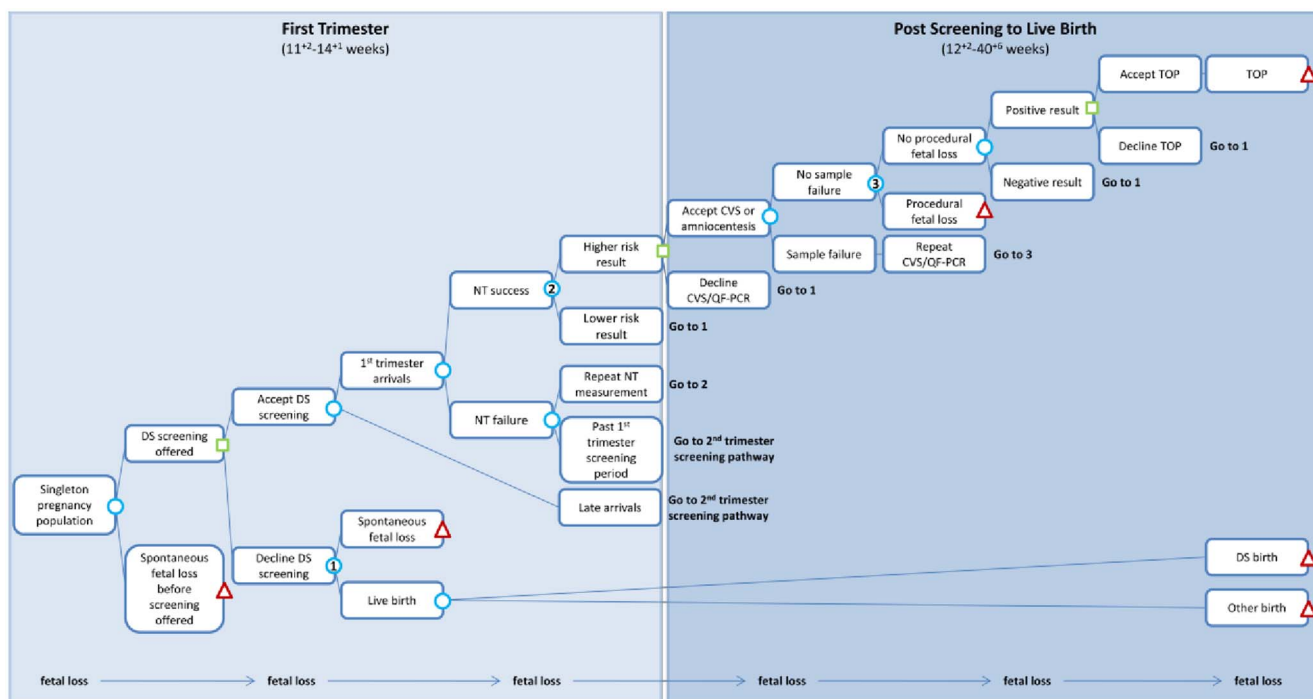 First Trimester
(11+2-14+1 weeks)
Post Screening to Live Birth
(12+2-40+6 weeks)
Accept TOP
TOP
Positive result
Decline TOP
Go to 1
No procedural
fetal loss
Negative result
Go to 1
No sample
failure
3
Procedural
fetal loss
Accept CVS or
amniocentesis
Sample failure
Repeat
CVS/QF-PCR
Go to 3
Higher risk
result
Decline
CVS/QF-PCR
Go to 1
NT success
2
Lower risk
result
Go to 1
1st trimester
arrivals
Repeat NT
measurement
Go to 2
Accept DS
screening
NT failure
Past 1st
trimester
screening
period
Go to 2nd trimester
screening pathway
DS screening
offered
Late arrivals
Go to 2nd trimester
screening pathway
Singleton
pregnancy
population
Spontaneous
fetal loss
Spontaneous
fetal loss
before
screening
offered
Decline DS
screening
1
Live birth
DS birth
Other birth
fetal loss
fetal loss
fetal loss
fetal loss
fetal loss
fetal loss